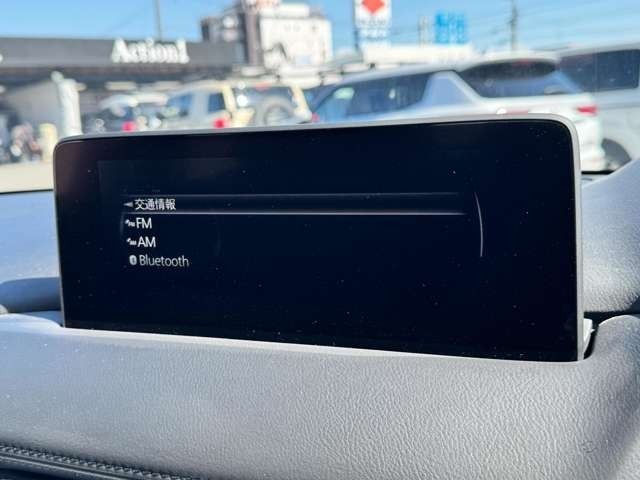 Action1
交通情報
FM
AM
Bluetooth